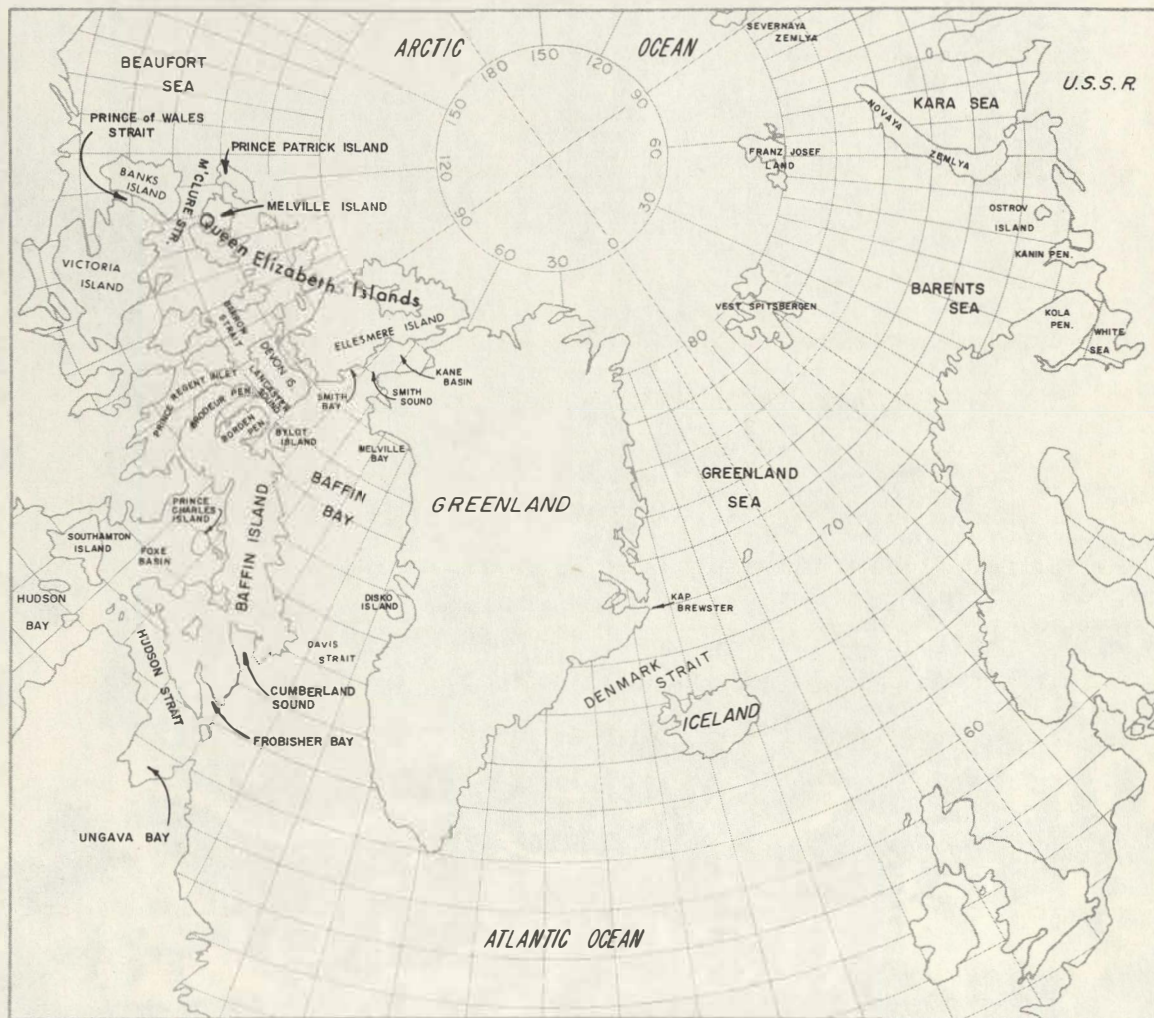 ARCTIC OCEAN
SEVERNAYA
ZEMLYA
BEAUFORT
SEA
U.S.S.R.
KARA SEA
NOVAYA
ZEMLYA
PRINCE of WALES
STRAIT
PRINCE PATRICK ISLAND
M'CLURE STR.
BANKS
ISLAND
MELVILLE ISLAND
FRANZ JOSEF
LAND
180
150
120
90
60
30
0
30
60
90
120
150
OSTROV
ISLAND
KANIN PEN.
Queen Elizabeth Islands
VICTORIA
ISLAND
BARENTS
SEA
KOLA
PEN.
WHITE
SEA
VEST SPITSBERGEN
BARROW
STRAIT
DEVON IS.
ELLESMERE ISLAND
KANE
BASIN
SMITH
SOUND
SMITH
BAY
LANCASTER
SOUND
PRINCE REGENT INLET
BRODEUR PEN.
BORDEN
PEN.
BYLOT
ISLAND
MELVILLE
BAY
80
BAFFIN
BAY
GREENLAND
GREENLAND
SEA
70
PRINCE
CHARLES
ISLAND
SOUTHAMTON
ISLAND
FOXE
BASIN
BAFFIN ISLAND
HUDSON
BAY
DISKO
ISLAND
KAP
BREWSTER
HUDSON STRAIT
DAVIS
STRAIT
DENMARK STRAIT
ICELAND
CUMBERLAND
SOUND
FROBISHER BAY
60
UNGAVA BAY
ATLANTIC OCEAN